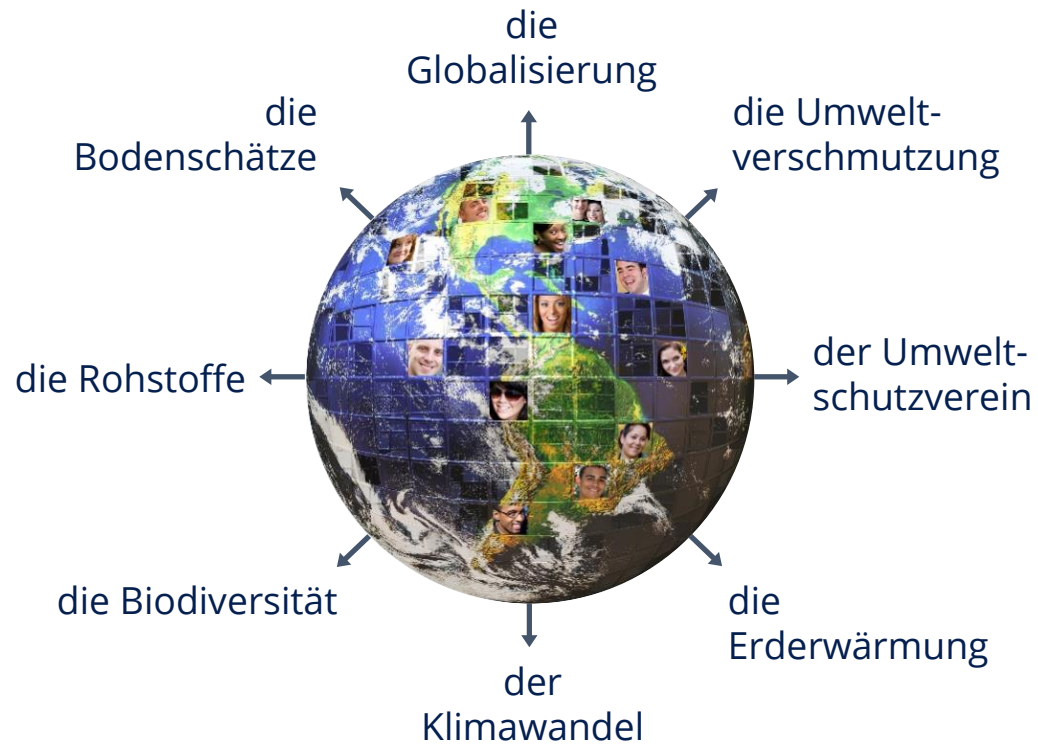 die
Globalisierung
die
Bodenschätze
die Umwelt-
verschmutzung
die Rohstoffe
der Umwelt-
schutzverein
die Biodiversität
die
Erderwärmung
der
Klimawandel